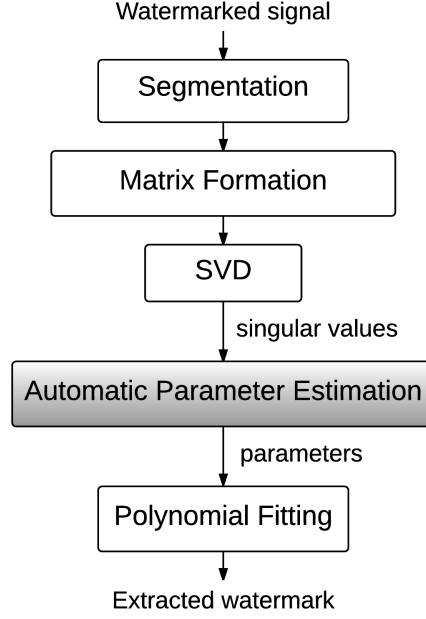 Watermarked signal
Segmentation
Matrix Formation
SVD
singular values
Automatic Parameter Estimation
parameters
Polynomial Fitting
Extracted watermark